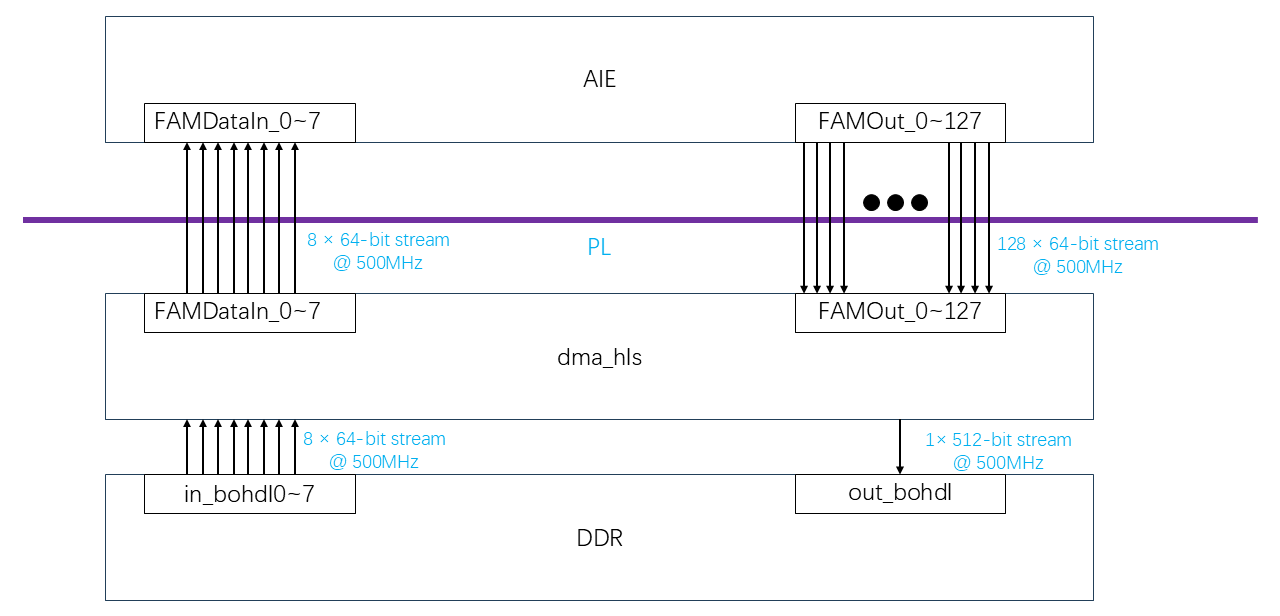 AIE
FAMDataIn_0~7
FAMOut_0~127
8 × 64-bit stream
@ 500MHz
PL
128 × 64-bit stream
@ 500MHz
FAMDataIn_0~7
FAMOut_0~127
dma_hls
8 × 64-bit stream
@ 500MHz
1× 512-bit stream
@ 500MHz
in_bohdl0~7
out_bohdl
DDR